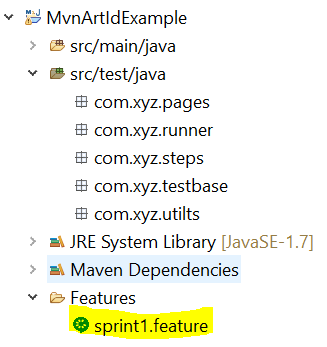 MvnArtIdExample
src/main/java
src/test/java
com.xyz.pages
com.xyz.runner
com.xyz.steps
com.xyz.testbase
com.xyz.utilts
JRE System Library [JavaSE-1.7]
Maven Dependencies
Features
sprint1.feature